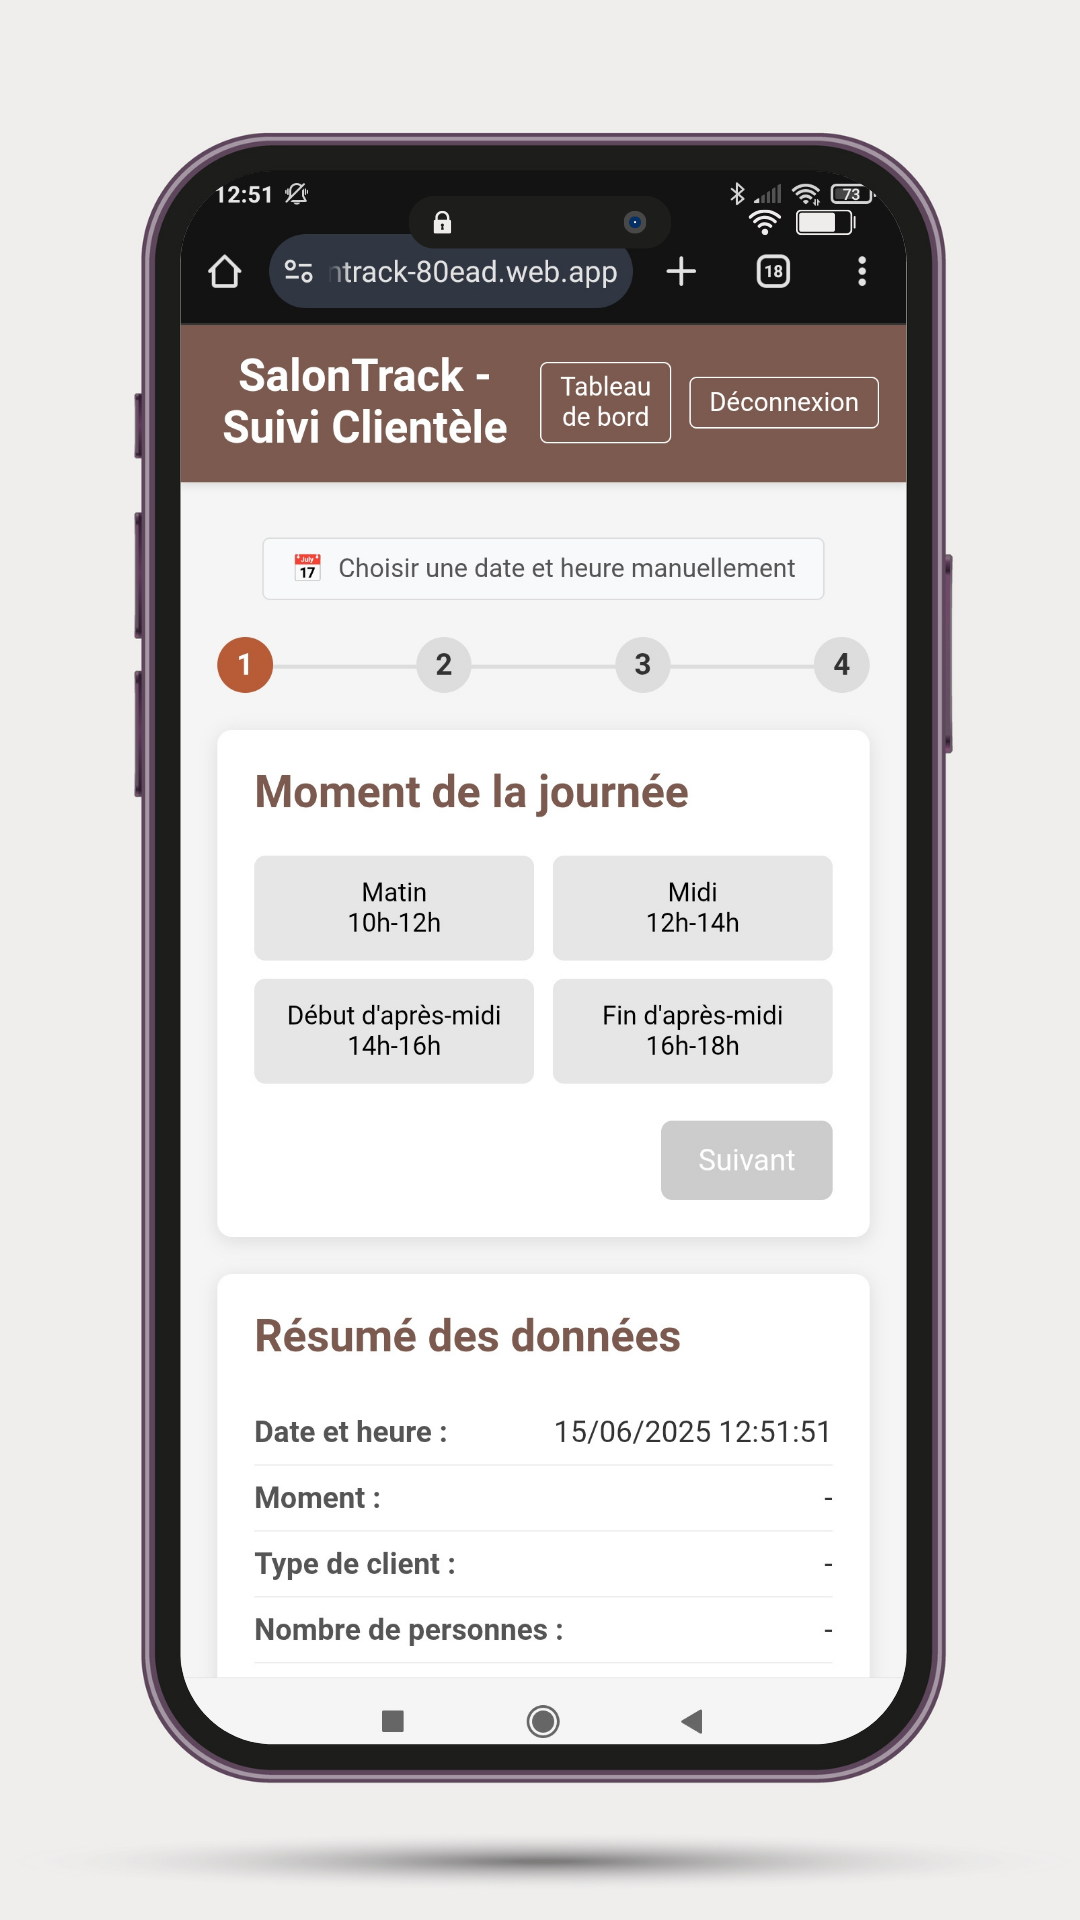 12:51
73
ntrack-80ead.web.app
18
SalonTrack -
Suivi Clientèle
Tableau
de bord
Déconnexion
July
17
Choisir une date et heure manuellement
1
2
3
4
Moment de la journée
Matin
10h-12h
Midi
12h-14h
Début d'après-midi
14h-16h
Fin d'après-midi
16h-18h
Suivant
Résumé des données
Date et heure : 15/06/2025 12:51:51
Moment : -
Type de client : -
Nombre de personnes : -